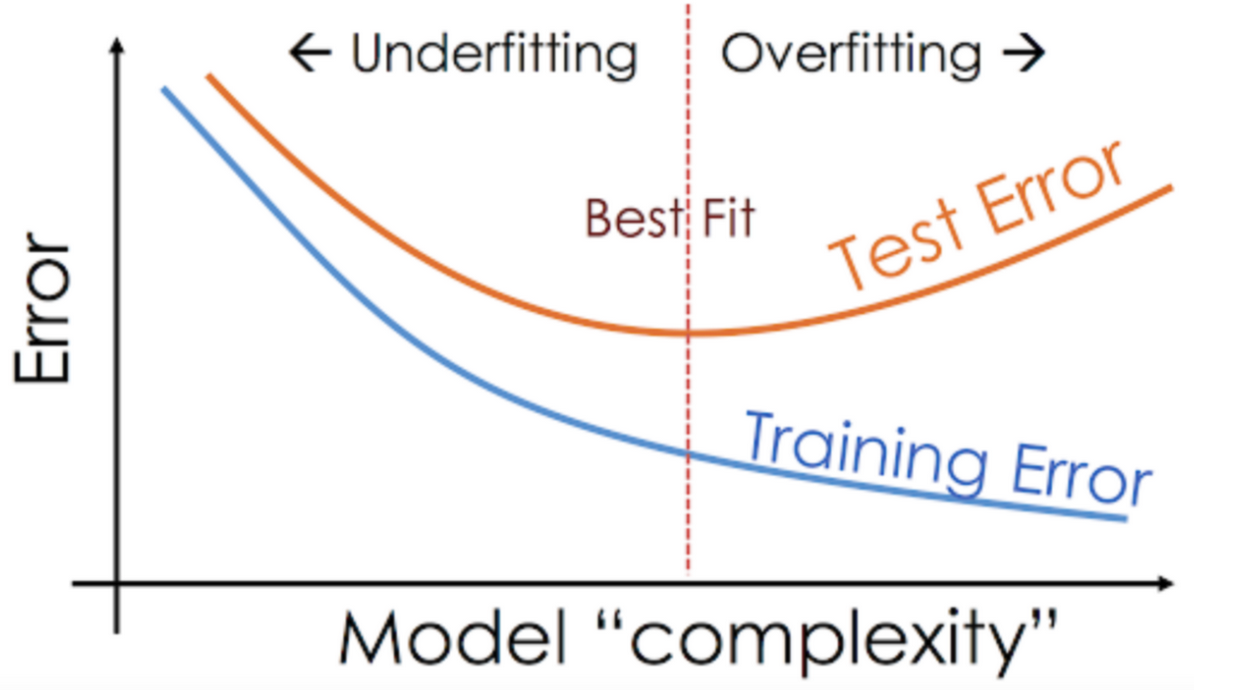 ← Underfitting
Overfitting →
Best Fit
Test Error
Training Error
Error
Model “complexity”